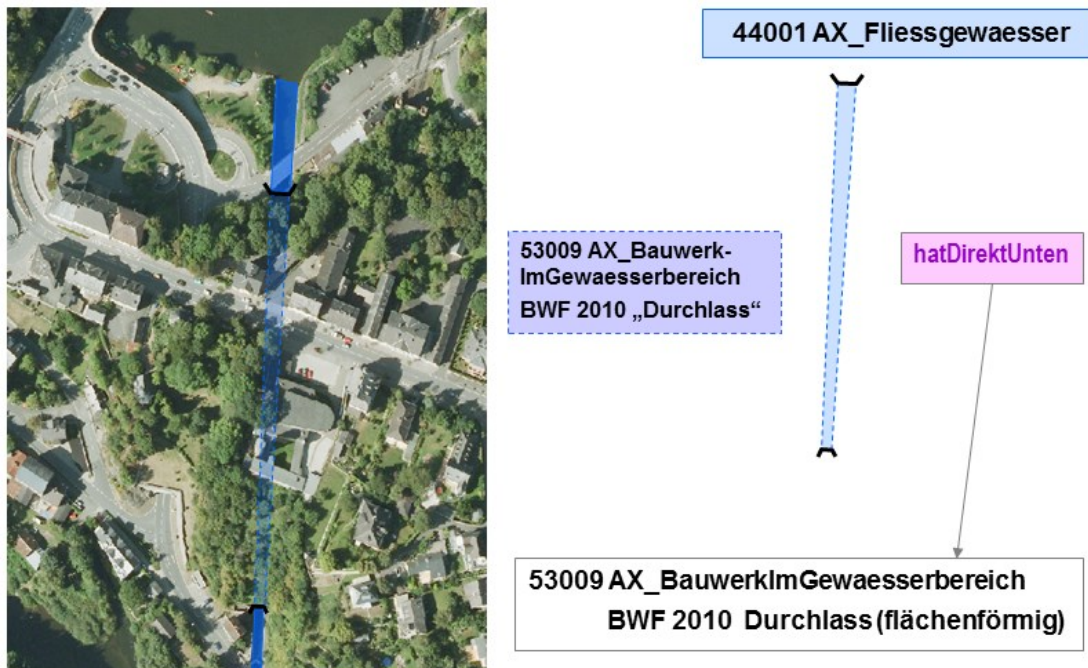 44001 AX_Fliessgewaesser
53009 AX_Bauwerk-
ImGewaesserbereich
BWF 2010 „Durchlass“
hatDirektUnten
53009 AX_BauwerkImGewaesserbereich
BWF 2010 Durchlass (flächenförmig)